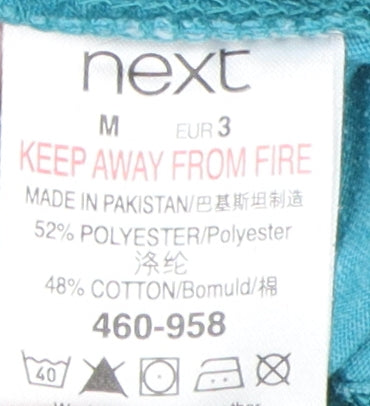 next
M EUR 3
KEEP AWAY FROM FIRE
MADE IN PAKISTAN/巴基斯坦制造
52% POLYESTER/Polyester
涤纶
48% COTTON/Bomuld/棉
460-958
40